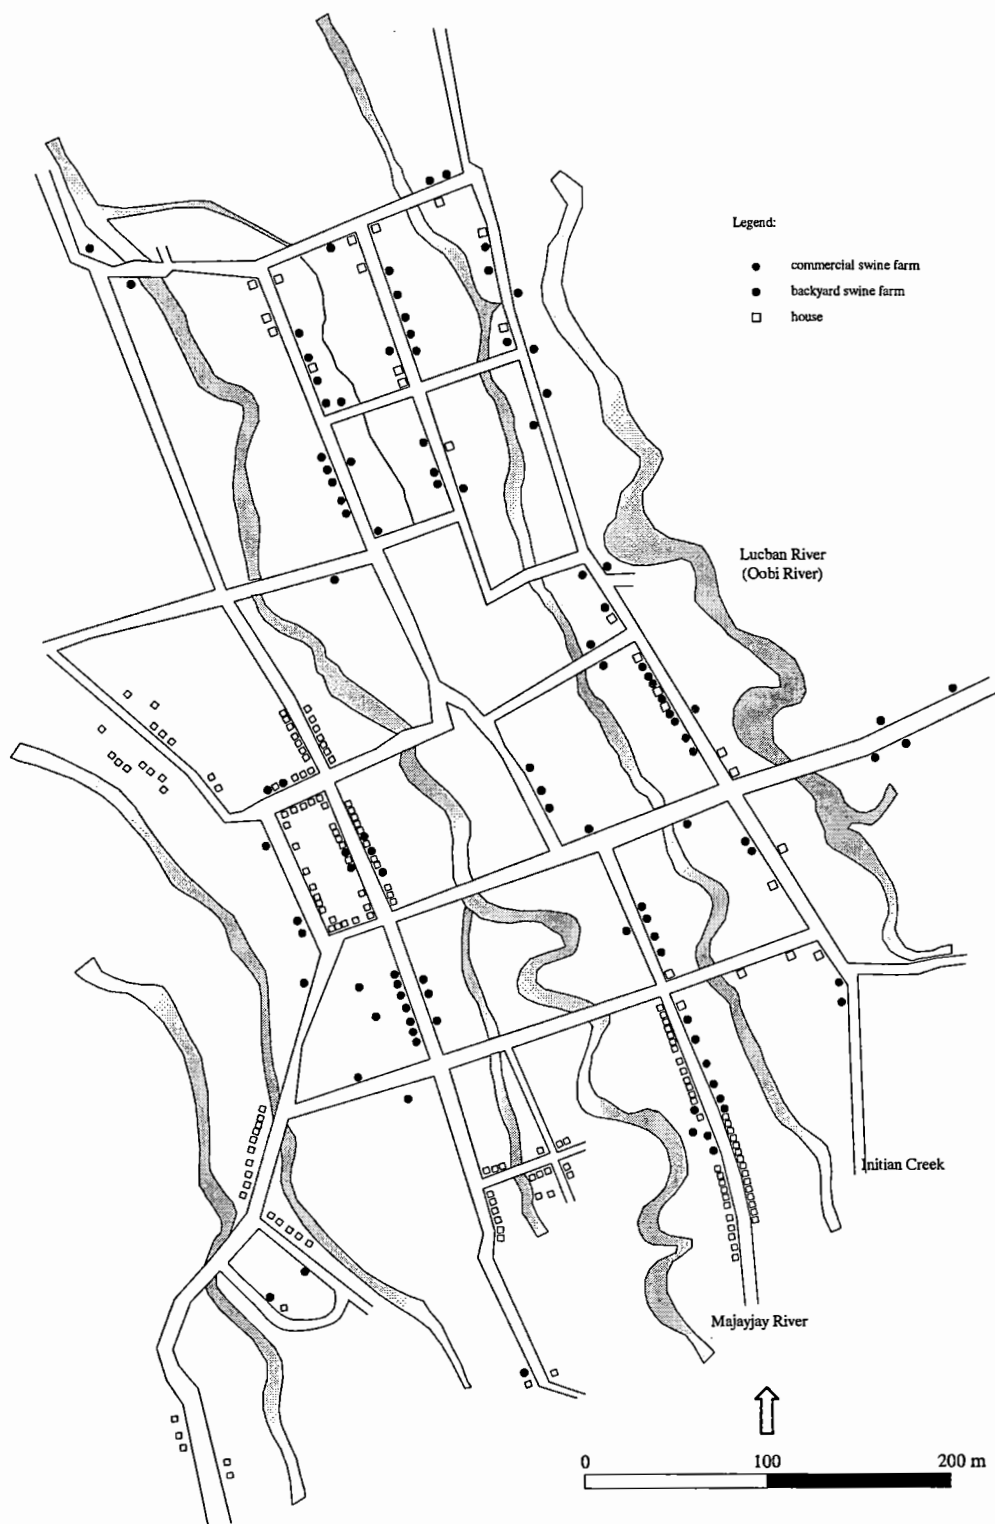 Legend:
commercial swine farm
backyard swine farm
house
Lucban River
(Oobi River)
Initian Creek
Majayjay River
0 100 200 m